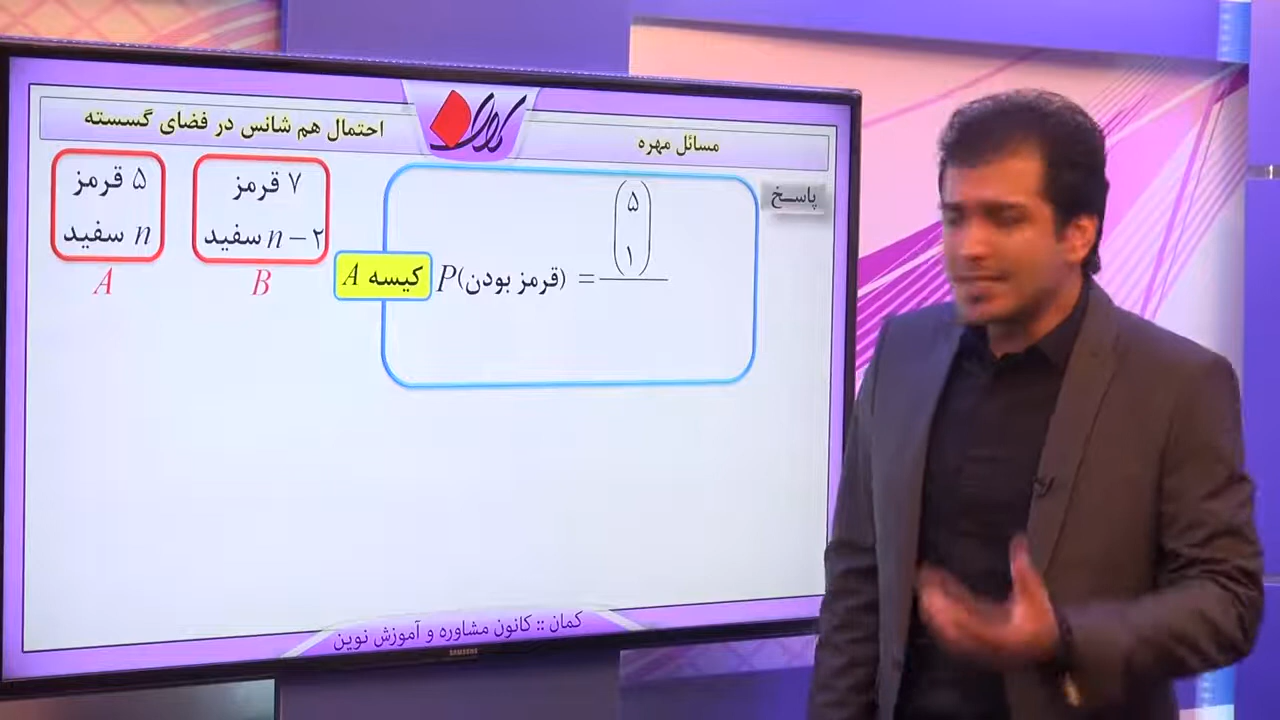 مسائل مهره
احتمال هم شانس در فضای گسسته
کمان
پاسخ
۵ قرمز
n سفید
A
۷ قرمز
n − ۲ سفید
B
کیسه A
P(قرمز بودن) = (۵ ۱)
کمان :: کانون مشاوره و آموزش نوین
SAMSUNG